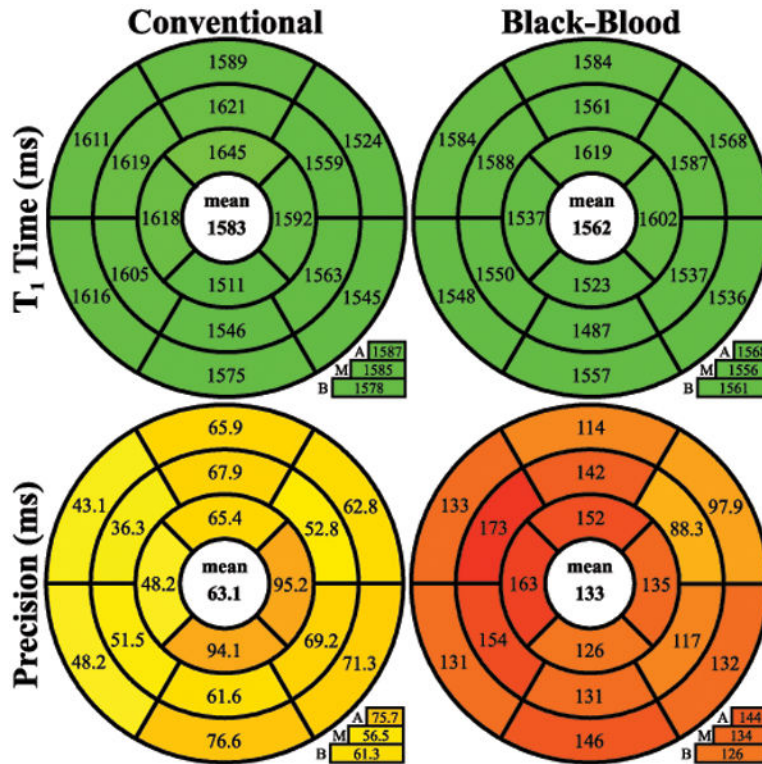 Conventional Black-Blood
T1 Time (ms)
1589
1621
1611 1524
1645
1619 1559
mean
1618 1592
1583
1605 1563
1616 1511 1545
1546
1575
A 1587
M 1585
B 1578
1584
1561
1584 1568
1619
1588 1587
mean
1537 1602
1562
1550 1537
1548 1523 1536
1487
1557
A 1568
M 1556
B 1561
Precision (ms)
65.9
67.9
43.1 62.8
65.4
36.3 52.8
mean
48.2 95.2
63.1
51.5 69.2
48.2 94.1 71.3
61.6
76.6
A 75.7
M 56.5
B 61.3
114
142
133 97.9
152
173 88.3
mean
163 135
133
154 117
131 126 132
131
146
A 144
M 134
B 126